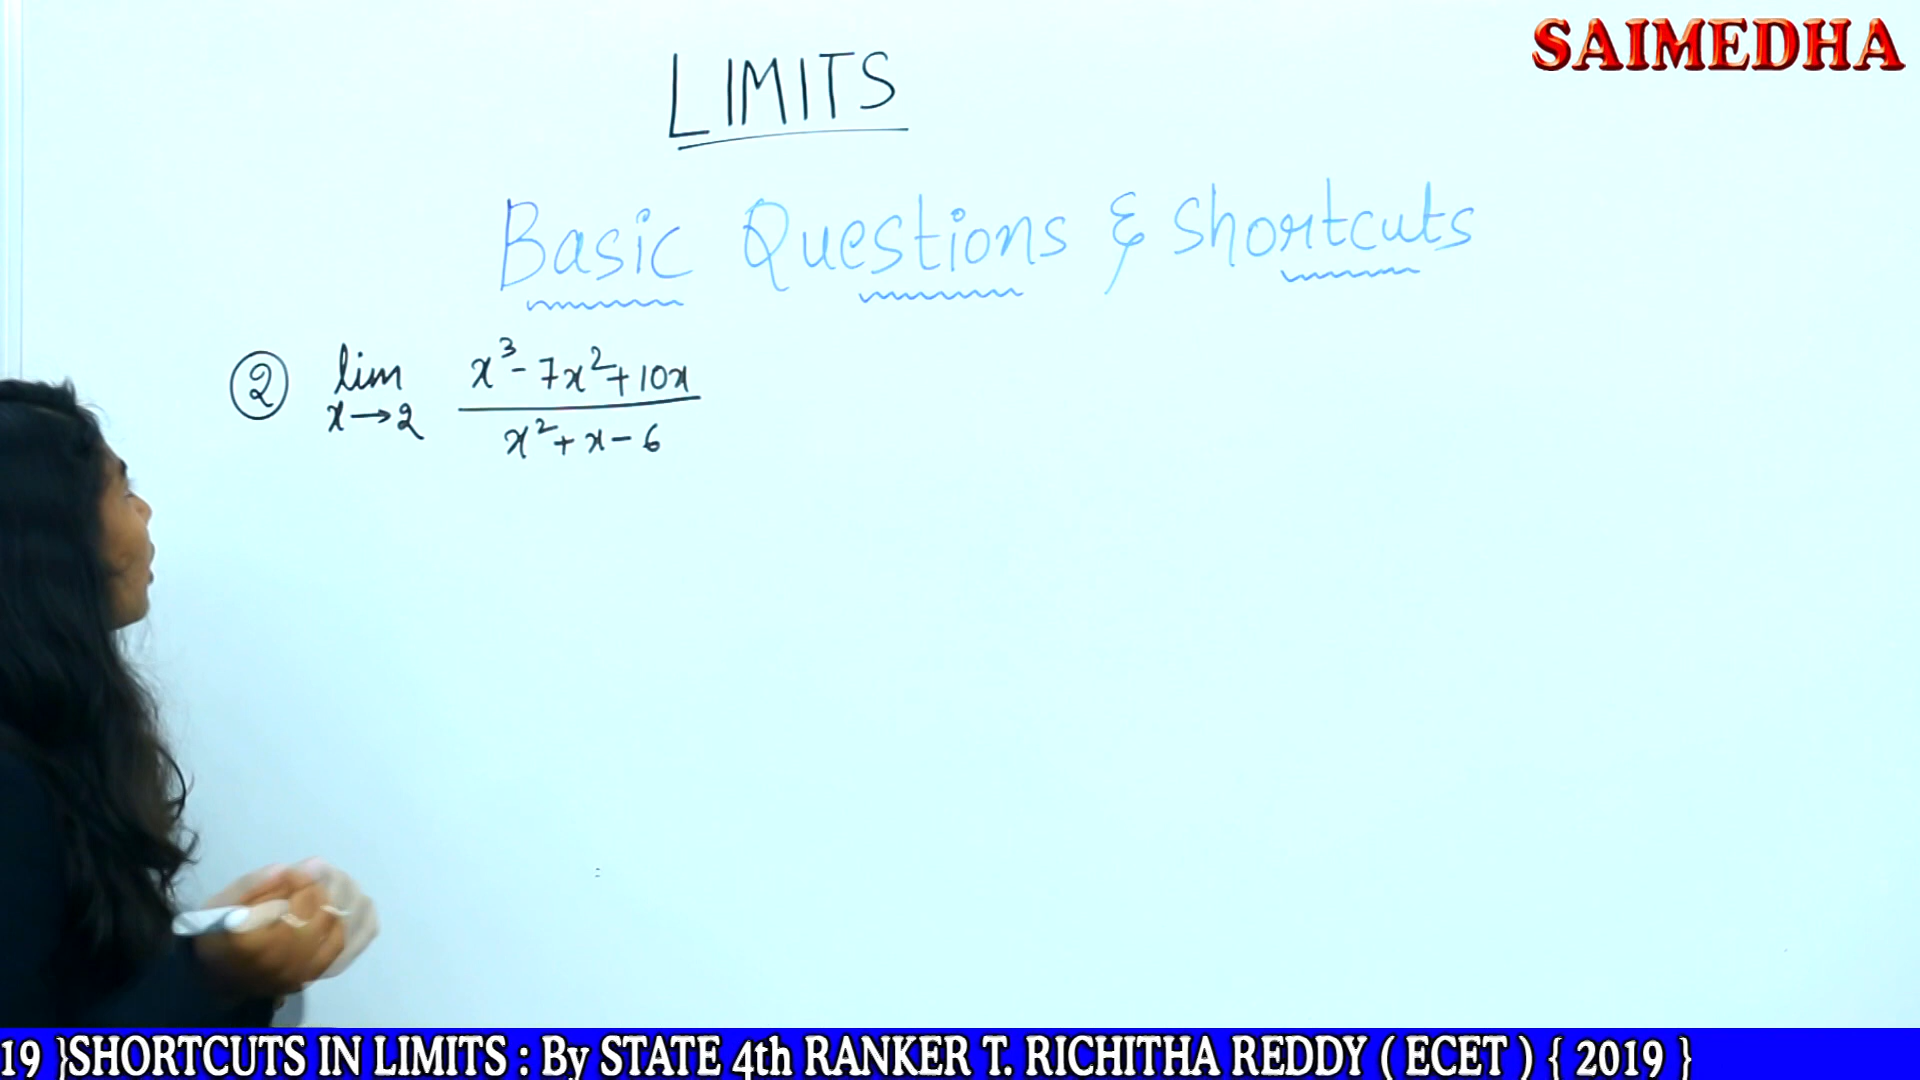 SAIMEDHA
LIMITS
Basic Questions & Shortcuts
② lim x→2 x³-7x²+10x / x²+x-6
19 }SHORTCUTS IN LIMITS : By STATE 4th RANKER T. RICHITHA REDDY ( ECET ) { 2019 }